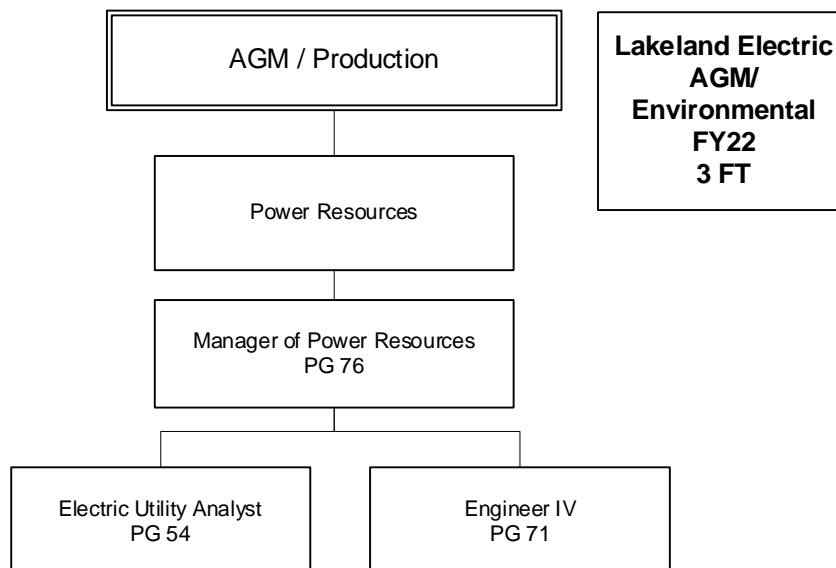 AGM / Production
Lakeland Electric
AGM/
Environmental
FY22
3 FT
Power Resources
Manager of Power Resources
PG 76
Electric Utility Analyst
PG 54
Engineer IV
PG 71